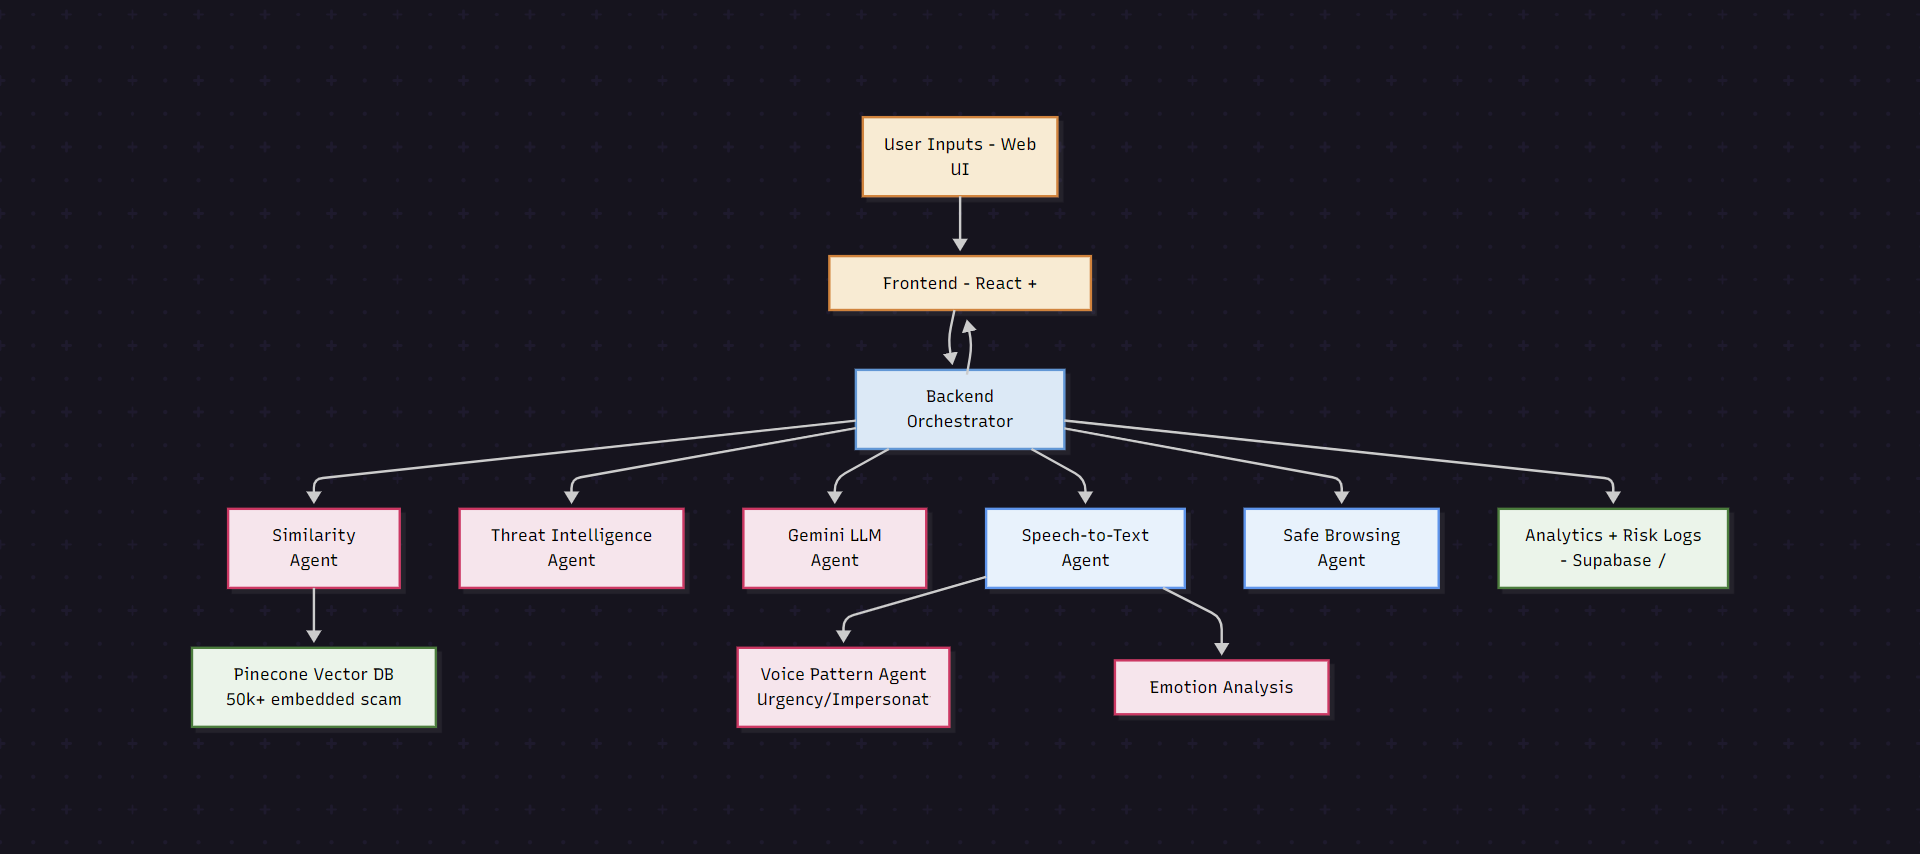 User Inputs - Web
UI
Frontend - React +
Backend
Orchestrator
Similarity
Agent
Threat Intelligence
Agent
Gemini LLM
Agent
Speech-to-Text
Agent
Safe Browsing
Agent
Analytics + Risk Logs
- Supabase /
Pinecone Vector DB
50k+ embedded scam
Voice Pattern Agent
Urgency/Impersonat
Emotion Analysis